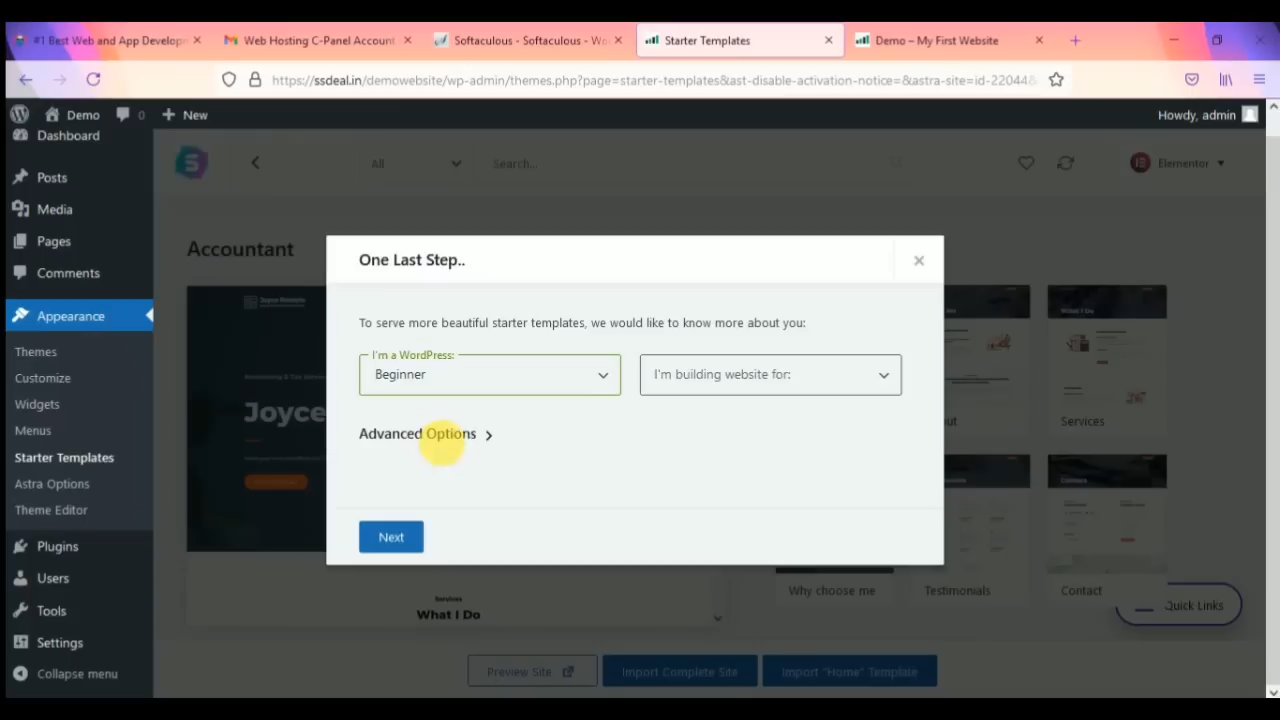 #1 Best Web and App Develop
Web Hosting C-Panel Account
Softaculous - Softaculous - Wo
Starter Templates
Demo – My First Website
https://ssdeal.in/demowebsite/wp-admin/themes.php?page=starter-templates&ast-disable-activation-notice=&astra-site=id-22044&
Demo
0
New
Howdy, admin
Dashboard
Posts
Media
Pages
Comments
Appearance
Themes
Customize
Widgets
Menus
Starter Templates
Astra Options
Theme Editor
Plugins
Users
Tools
Settings
Collapse menu
All
Search...
Elementor
Accountant
Joyce
One Last Step..
To serve more beautiful starter templates, we would like to know more about you:
I'm a WordPress:
Beginner
I'm building website for:
Advanced Options
Next
What I Do
Services
Services
What I Do
Why choose me
Testimonials
Contact
Quick Links
Preview Site
Import Complete Site
Import "Home" Template